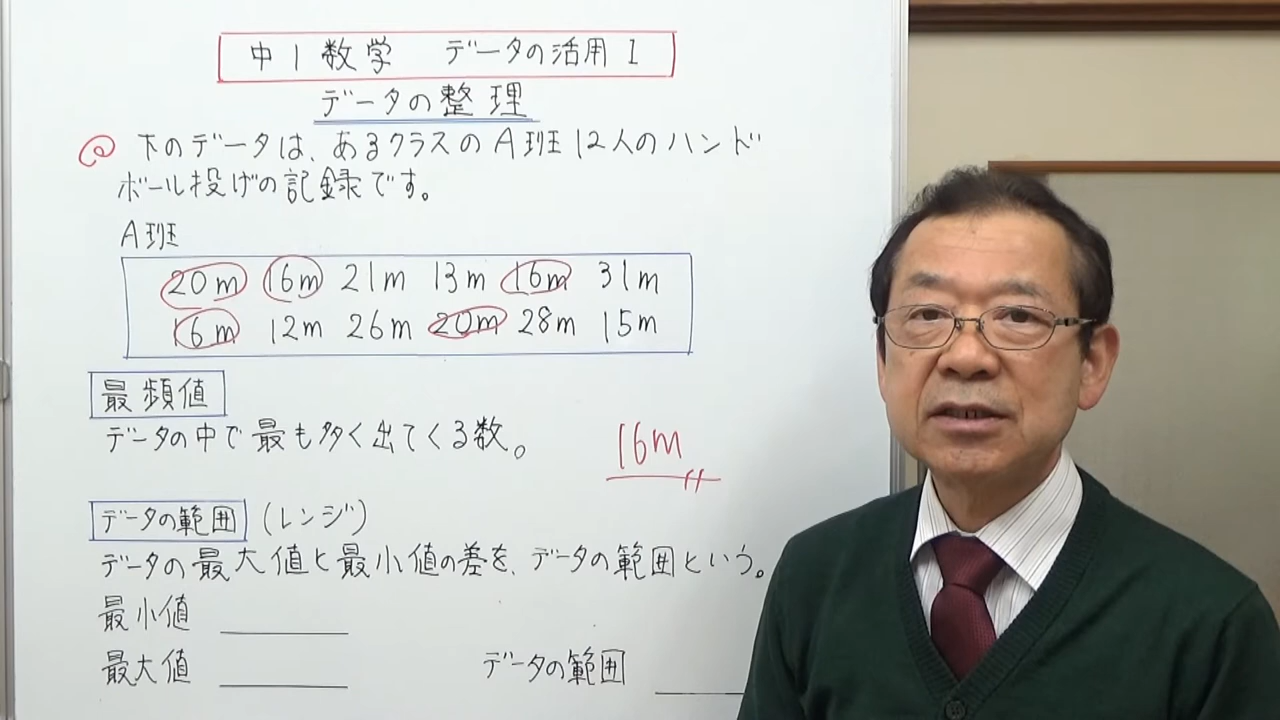 中1数学 データの活用1
データの整理
@ 下のデータは、あるクラスのA班12人のハンド
ボール投げの記録です。
A班
20m 16m 21m 13m 16m 31m
16m 12m 26m 20m 28m 15m
最頻値
データの中で最も多く出てくる数。
16m
データの範囲 (レンジ)
データの最大値と最小値の差を、データの範囲という。
最小値
最大値 データの範囲